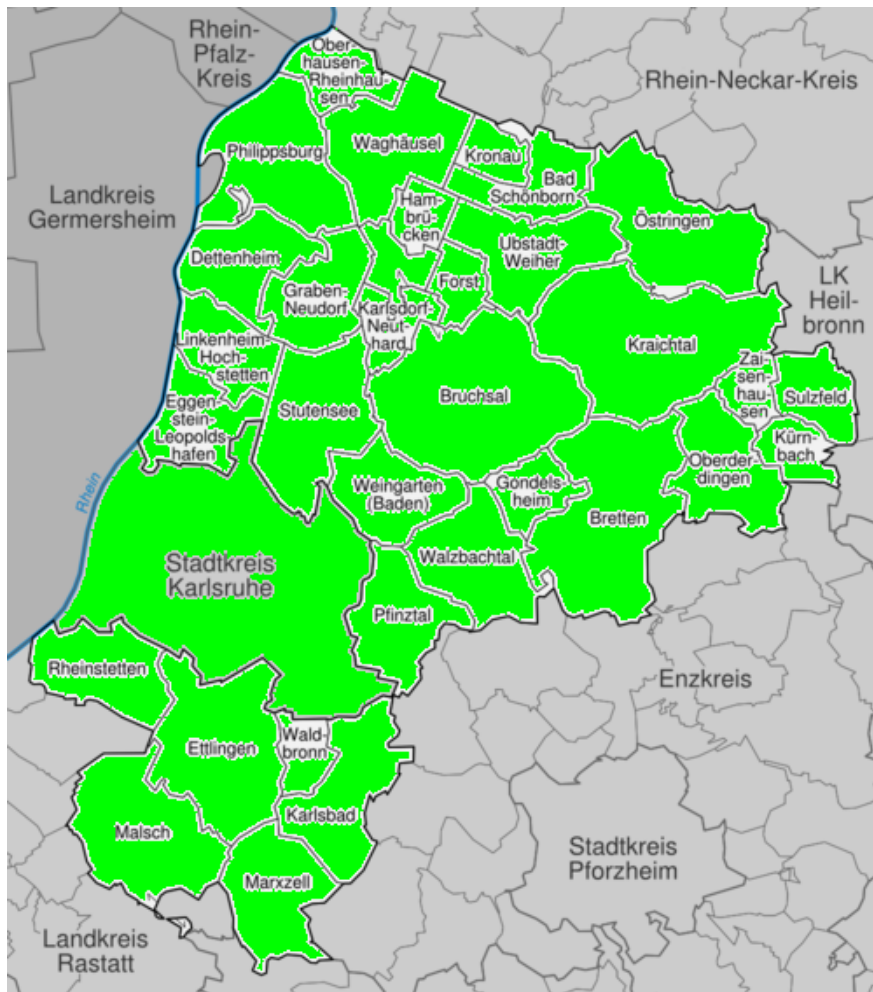 Rhein-
Pfalz-
Kreis
Ober-
hausen-
Rheinhau-
sen
Rhein-Neckar-Kreis
Philippsburg
Waghäusel
Kronau
Bad
Schönborn
Landkreis
Germersheim
Ham-
brü-
cken
Östringen
Dettenheim
Ubstadt-
Weiher
Forst
Graben-
Neudorf
Karlsdorf-
Neut-
hard
LK
Heil-
bronn
Linkenheim-
Hoch-
stetten
Kraichtal
Zai-
sen-
hau-
sen
Sulzfeld
Eggen-
stein-
Leopolds-
hafen
Stutensee
Bruchsal
Kürn-
bach
Rhein
Weingarten
(Baden)
Gondels-
heim
Oberder-
dingen
Bretten
Stadtkreis
Karlsruhe
Walzbachtal
Pfinztal
Rheinstetten
Enzkreis
Ettlingen
Wald-
bronn
Malsch
Karlsbad
Stadtkreis
Pforzheim
Marxzell
Landkreis
Rastatt